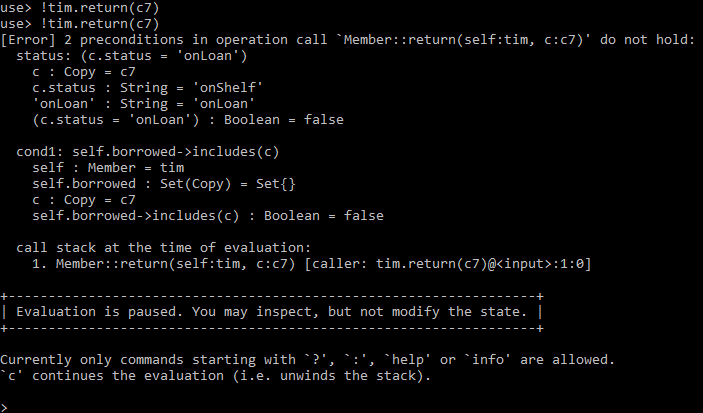 use> !tim.return(c7)
use> !tim.return(c7)
[Error] 2 preconditions in operation call `Member::return(self:tim, c:c7)' do not hold:
  status: (c.status = 'onLoan')
    c : Copy = c7
    c.status : String = 'onShelf'
    'onLoan' : String = 'onLoan'
    (c.status = 'onLoan') : Boolean = false

  cond1: self.borrowed->includes(c)
    self : Member = tim
    self.borrowed : Set(Copy) = Set{}
    c : Copy = c7
    self.borrowed->includes(c) : Boolean = false

  call stack at the time of evaluation:
    1. Member::return(self:tim, c:c7) [caller: tim.return(c7)@<input>:1:0]

+------------------------------------------------------------------+
| Evaluation is paused. You may inspect, but not modify the state. |
+------------------------------------------------------------------+

Currently only commands starting with `?', `:', `help' or `info' are allowed.
`c' continues the evaluation (i.e. unwinds the stack).

>